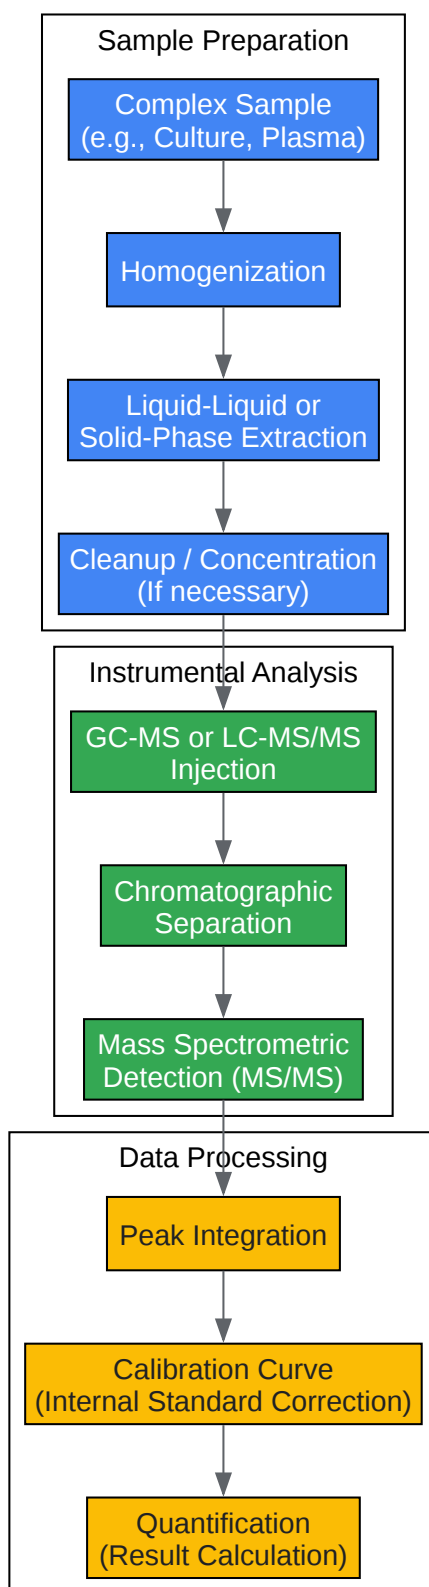 Sample Preparation
Complex Sample
(e.g., Culture, Plasma)
Homogenization
Liquid-Liquid or
Solid-Phase Extraction
Cleanup / Concentration
(If necessary)
Instrumental Analysis
GC-MS or LC-MS/MS
Injection
Chromatographic
Separation
Mass Spectrometric
Detection (MS/MS)
Data Processing
Peak Integration
Calibration Curve
(Internal Standard Correction)
Quantification
(Result Calculation)